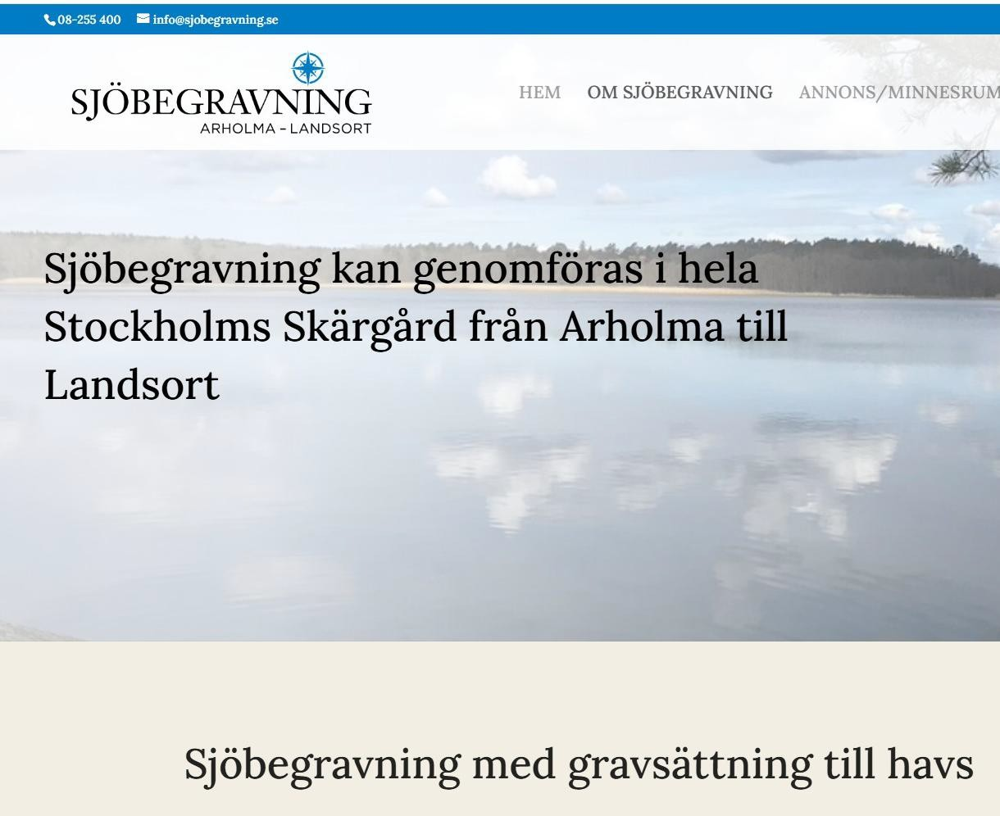 08-255 400 info@sjobegravning.se
SJÖBEGRAVNING
ARHOLMA – LANDSORT
HEM OM SJÖBEGRAVNING ANNONS/MINNESRUM
Sjöbegravning kan genomföras i hela
Stockholms Skärgård från Arholma till
Landsort
Sjöbegravning med gravsättning till havs